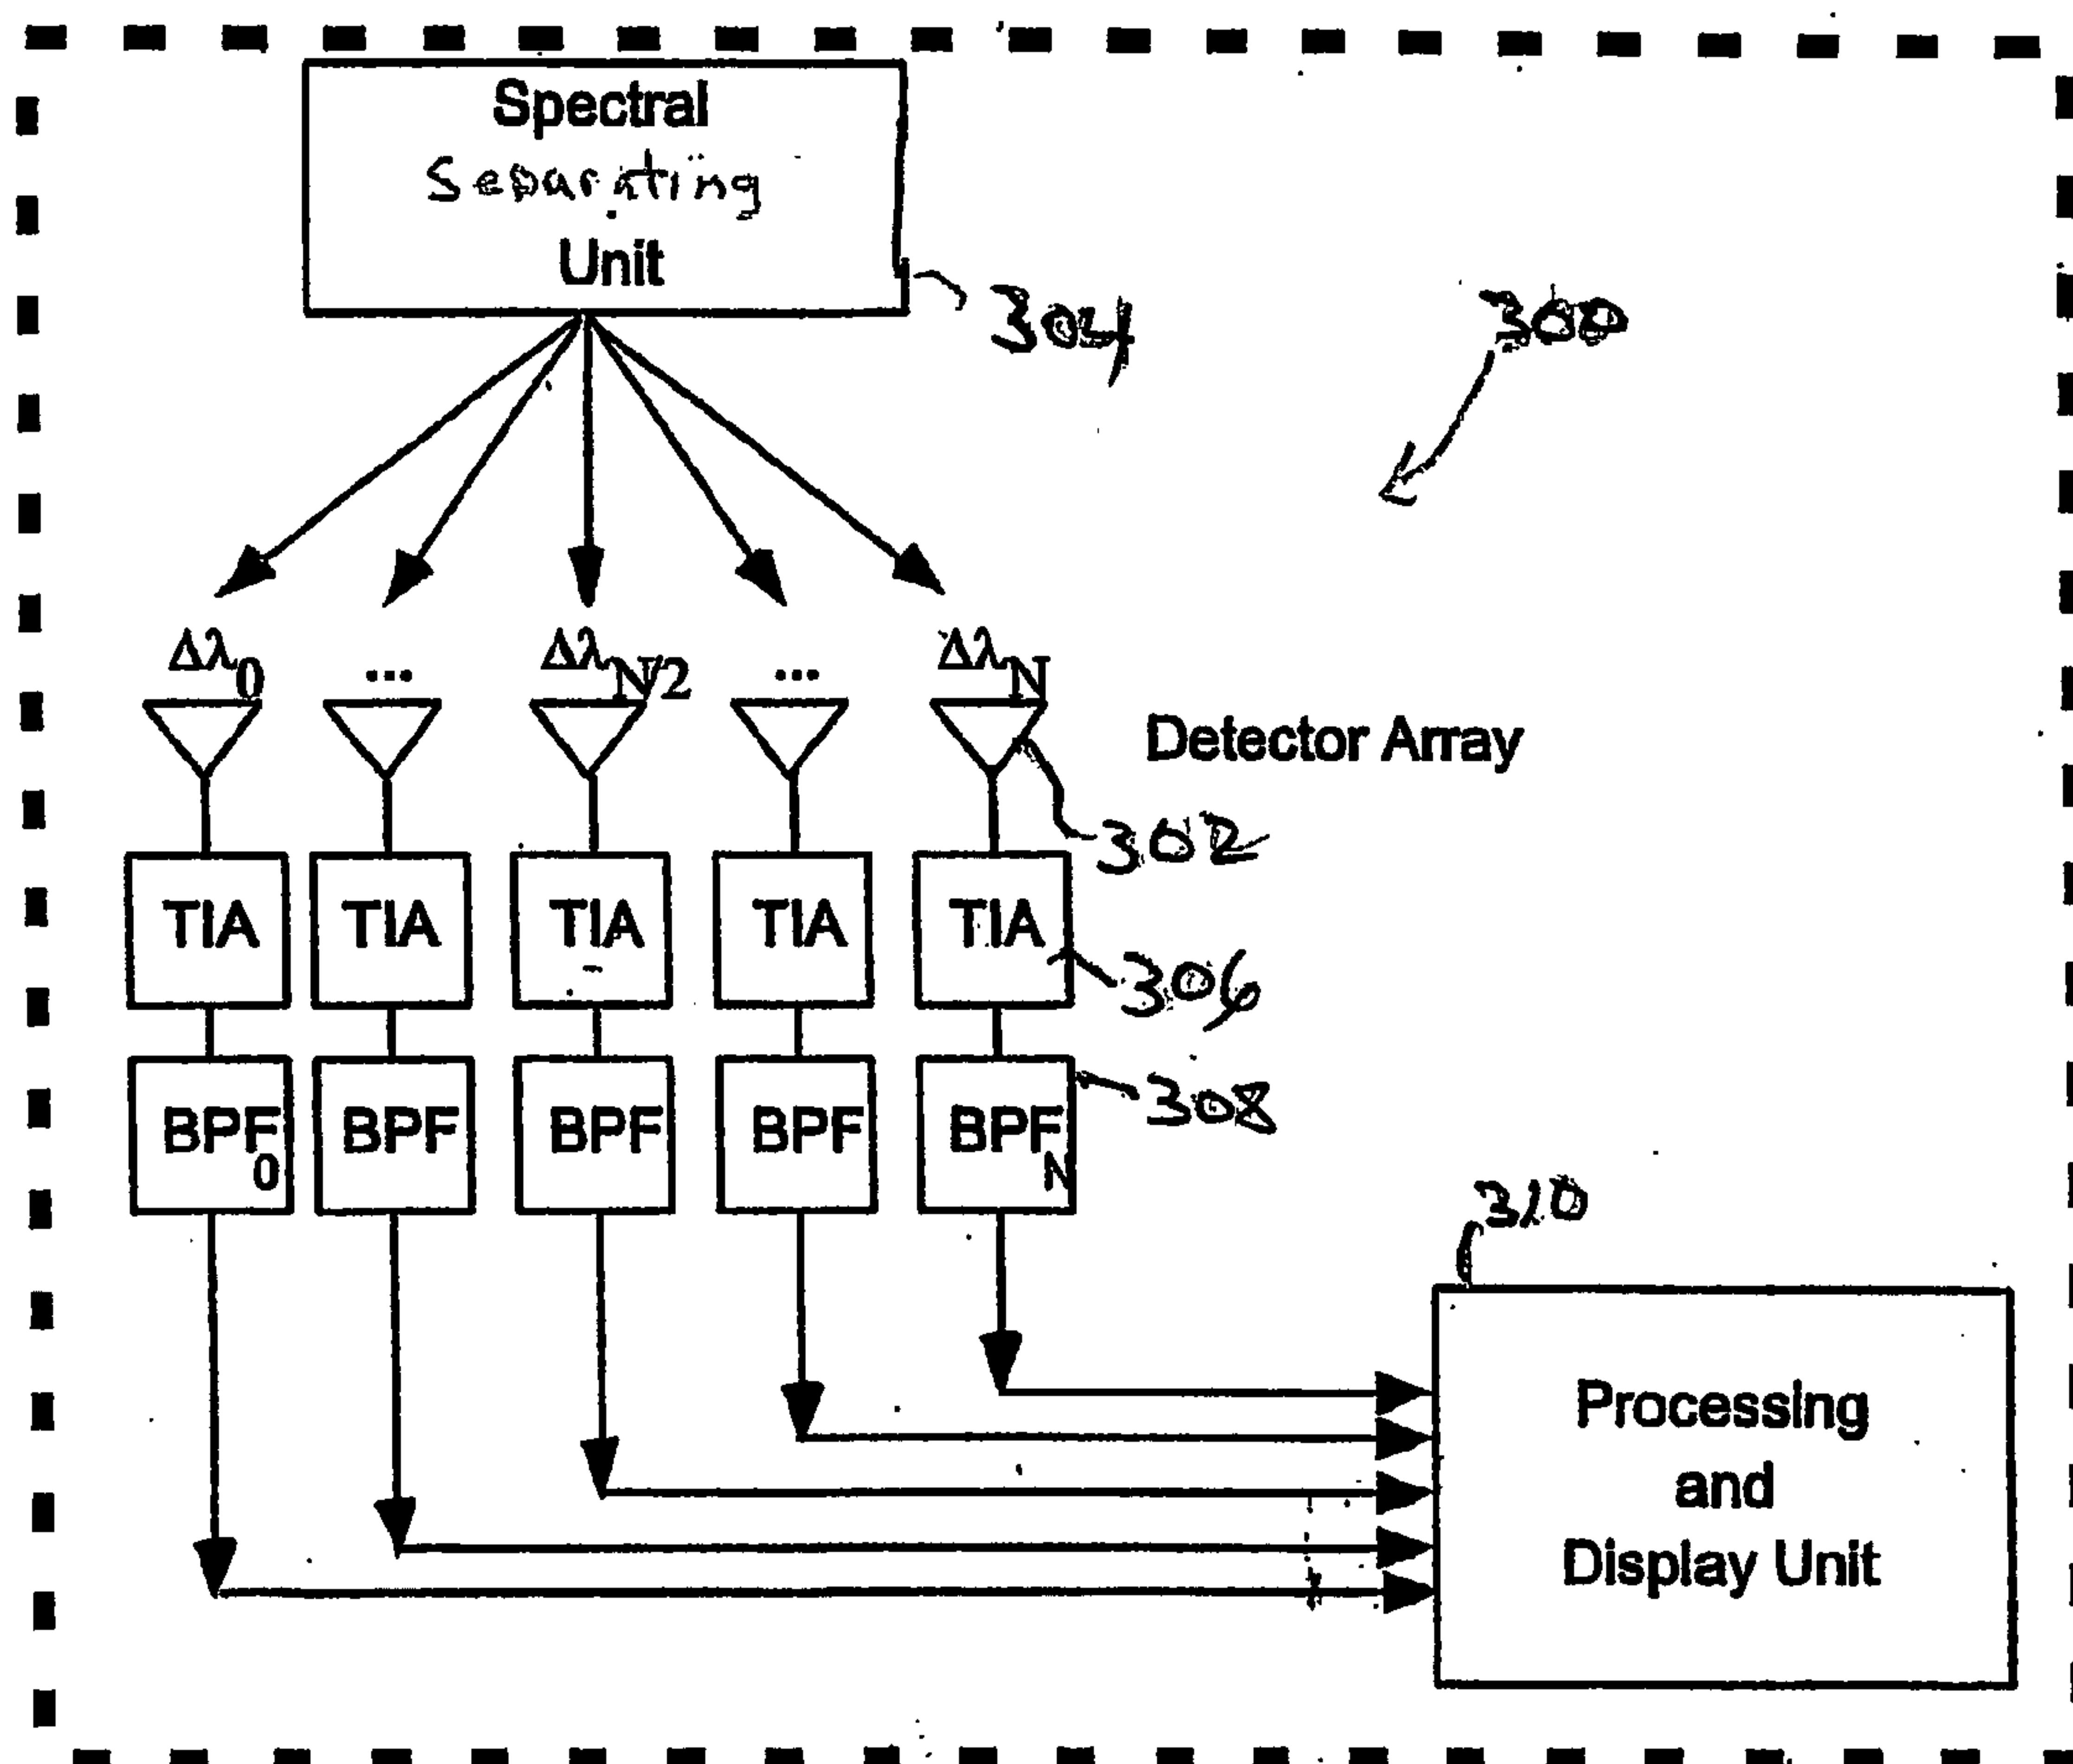 Spectral
Separating
Unit
304
300
Δλ0 ... ΔλN/2 ... ΔλN
Detector Array
302
TIA TIA TIA TIA TIA
306
BPF0 BPF BPF BPF BPFN
308
310
Processing
and
Display Unit